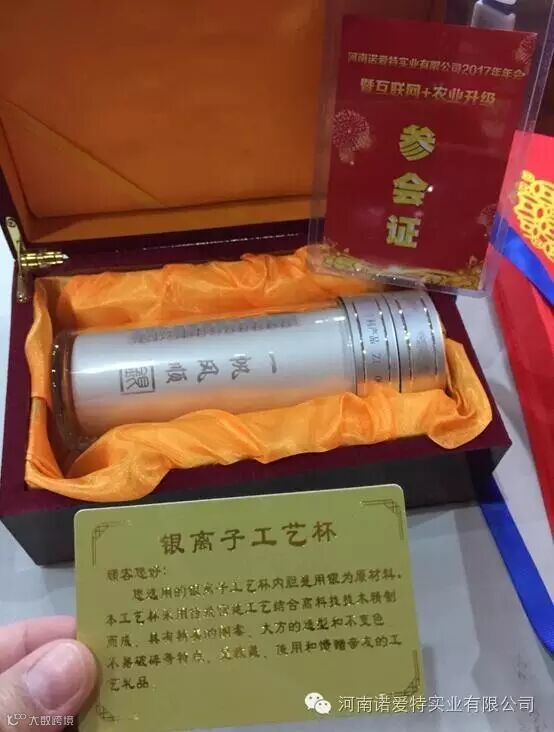 河南诺爱特实业有限公司2017年年会
暨互联网+农业升级
参会证
一帆风顺
银离子工艺杯
顾客您好:
您选用的银离子工艺杯内胆是用银为原材料。
本工艺杯采用
工艺结合高科技技术精制
而成、具有精美的图案、大方的造型和不变色
不易破碎等特点、是收藏、使用和馈赠亲友的工
艺礼品。
河南诺爱特实业有限公司
大数跨境